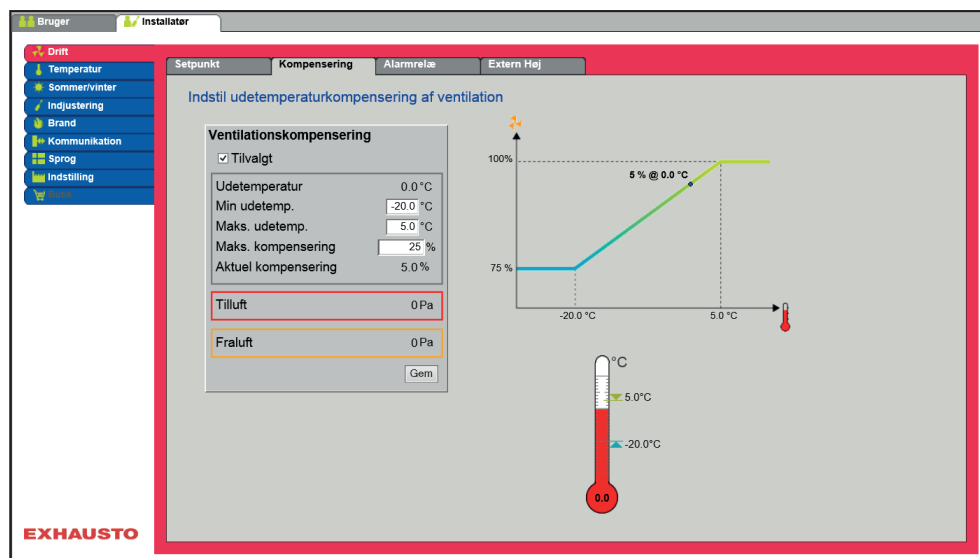 Bruger
Installatør
Drift
Temperatur
Sommer/vinter
Indjustering
Brand
Kommunikation
Sprog
Indstilling
Butik
EXHAUSTO
Setpunkt
Kompensering
Alarmrelæ
Extern Høj
Indstil udetemperaturkompensering af ventilation
Ventilationskompensering
Tilvalgt
Udetemperatur 0.0 °C
Min udetemp. -20.0 °C
Maks. udetemp. 5.0 °C
Maks. kompensering 25 %
Aktuel kompensering 5.0 %
Tilluft 0 Pa
Fraluft 0 Pa
Gem
100%
5 % @ 0.0 °C
75 %
-20.0 °C
5.0 °C
°C
5.0°C
-20.0°C
0.0